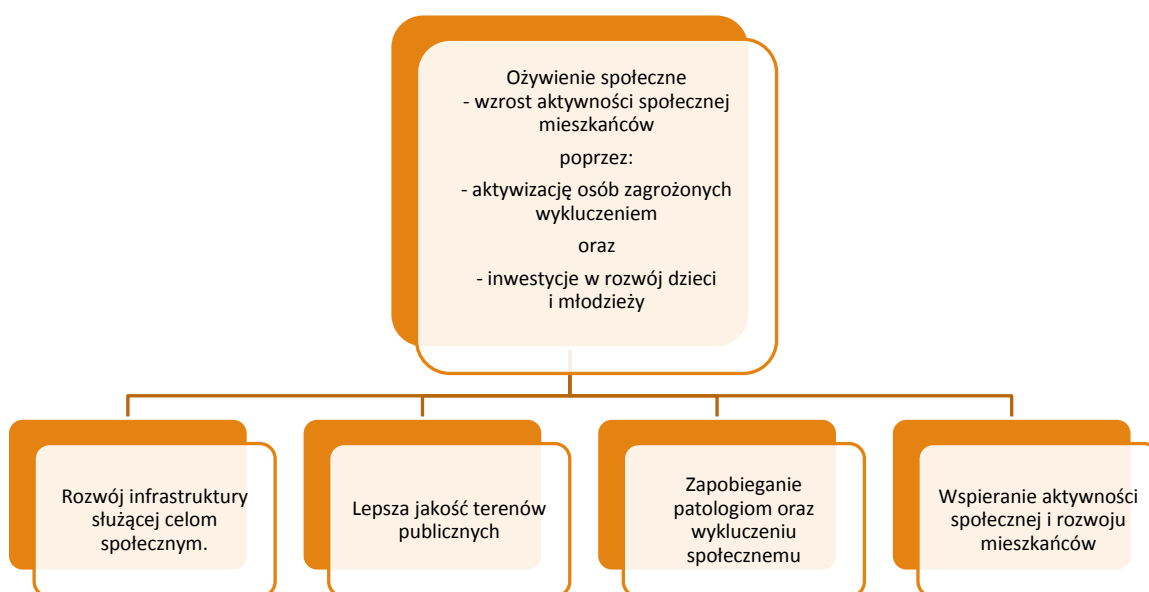 Ożywienie społeczne
- wzrost aktywności społecznej
mieszkańców
poprzez:
- aktywizację osób zagrożonych
wykluczeniem
oraz
- inwestycje w rozwój dzieci
i młodzieży
Rozwój infrastruktury
służącej celom
społecznym.
Lepsza jakość terenów
publicznych
Zapobieganie
patologiom oraz
wykluczeniu
społecznemu
Wspieranie aktywności
społecznej i rozwoju
mieszkańców